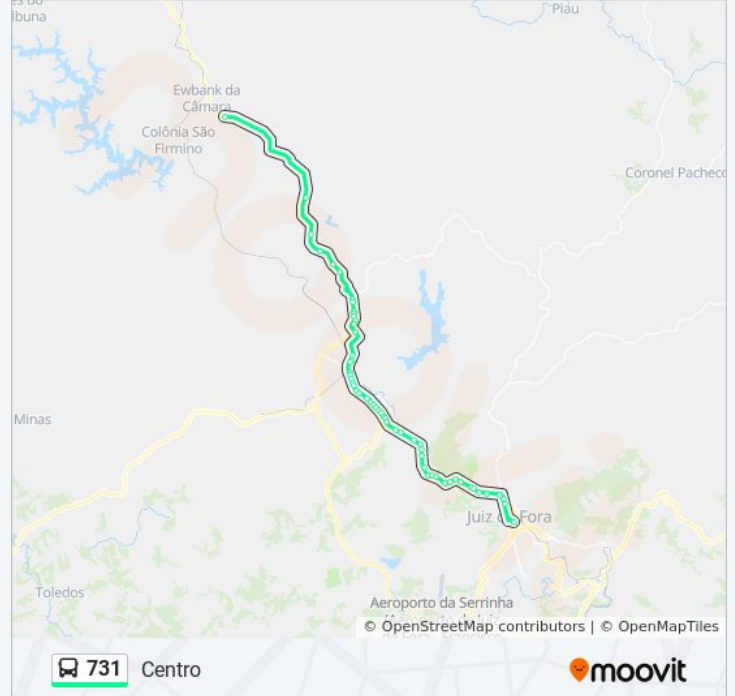 ibuna
Piau
Ewbank da
Câmara
Colônia São
Firmino
Coronel Pacheco
Minas
Juiz de Fora
Toledos
Aeroporto da Serrinha
© OpenStreetMap contributors | © OpenMapTiles
731 Centro
moovit